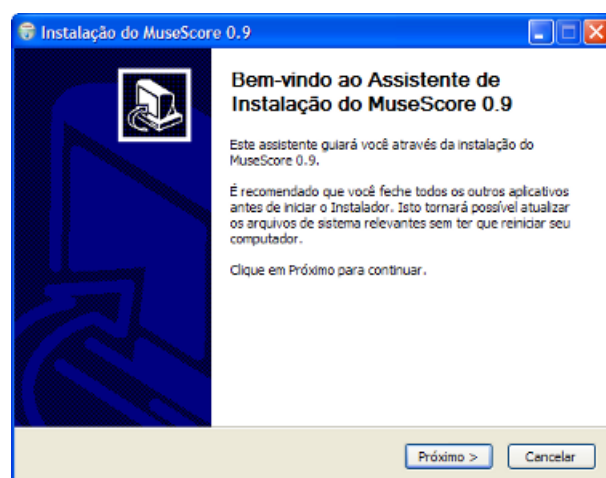 Instalação do MuseScore 0.9
Bem-vindo ao Assistente de
Instalação do MuseScore 0.9
Este assistente guiará você através da instalação do
MuseScore 0.9.
É recomendado que você feche todos os outros aplicativos
antes de iniciar o Instalador. Isto tornará possível atualizar
os arquivos de sistema relevantes sem ter que reiniciar seu
computador.
Clique em Próximo para continuar.
Próximo >
Cancelar